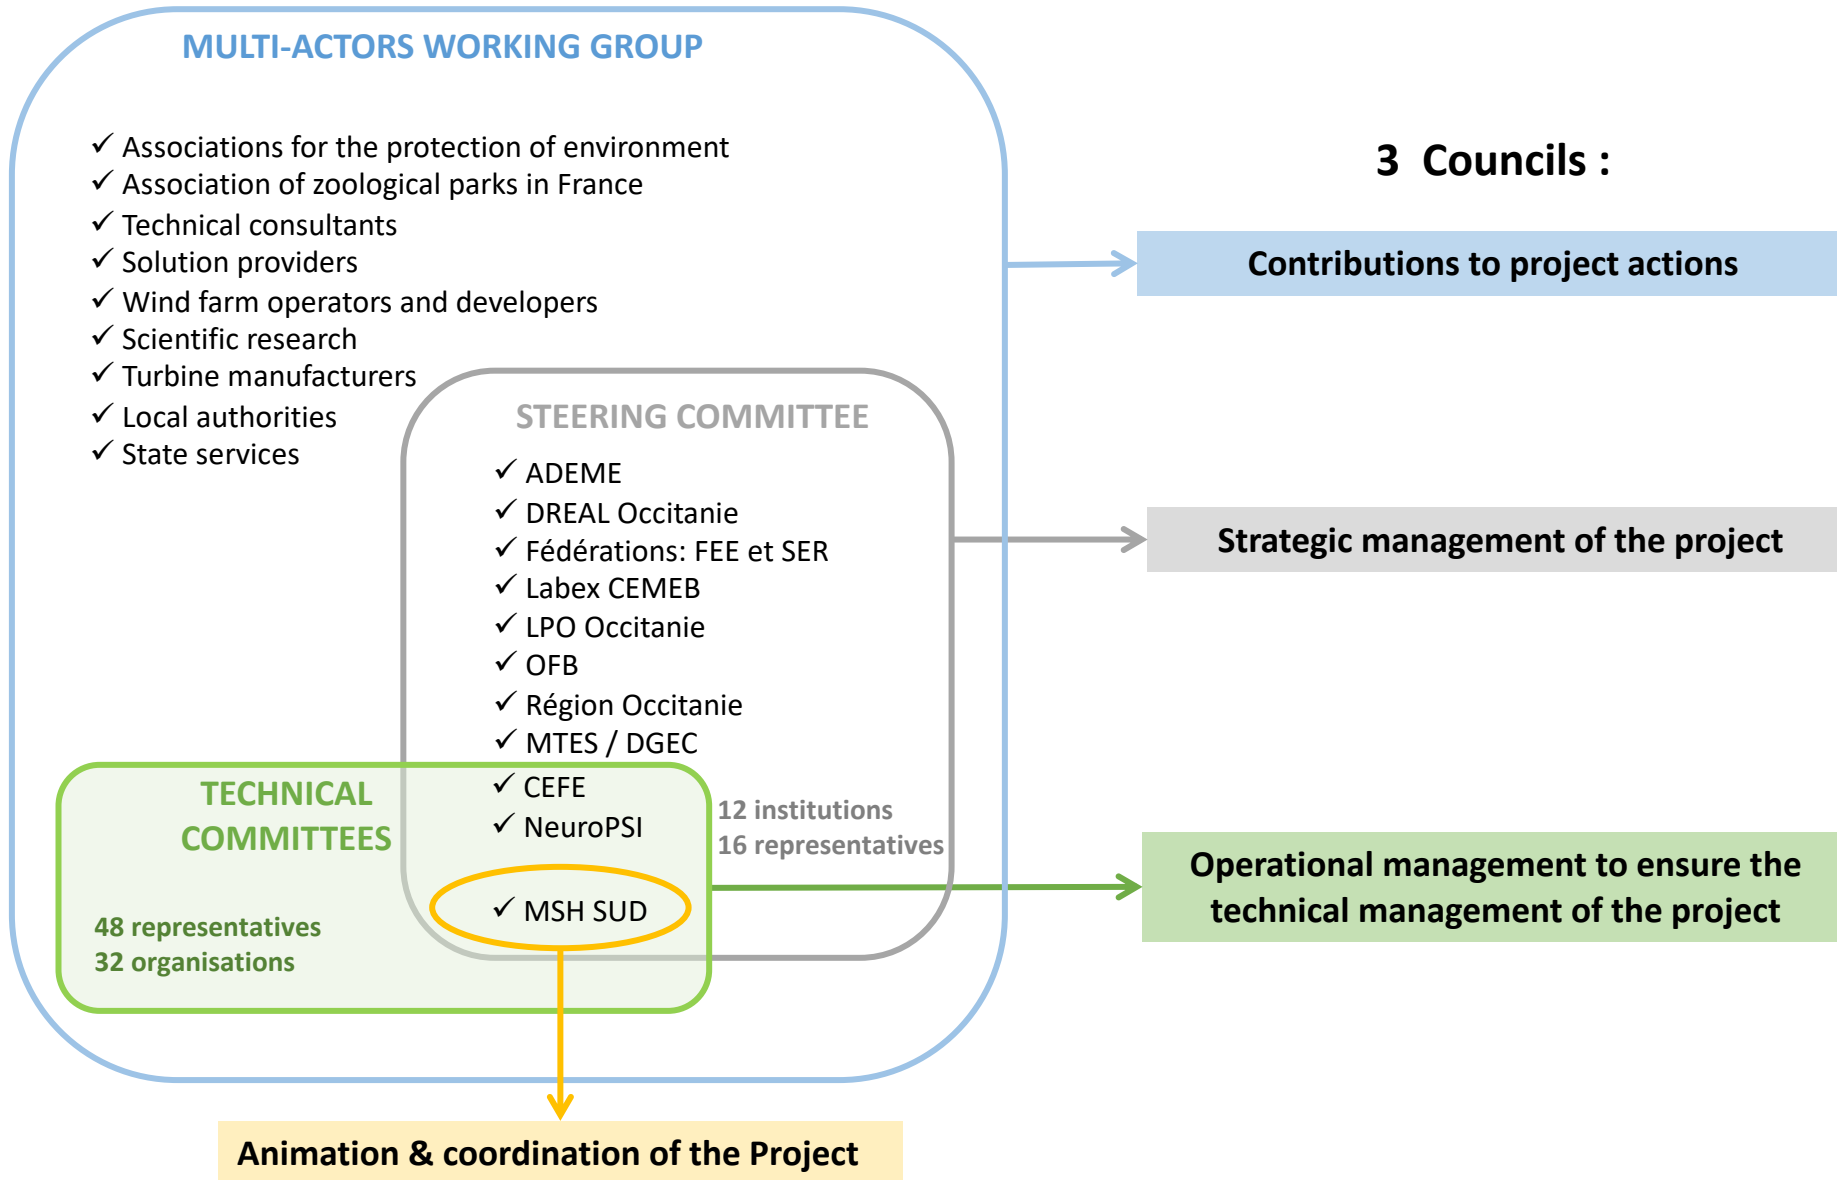 MULTI-ACTORS WORKING GROUP
✓ Associations for the protection of environment
✓ Association of zoological parks in France
✓ Technical consultants
✓ Solution providers
✓ Wind farm operators and developers
✓ Scientific research
✓ Turbine manufacturers
✓ Local authorities
✓ State services
STEERING COMMITTEE
✓ ADEME
✓ DREAL Occitanie
✓ Fédérations: FEE et SER
✓ Labex CEMEB
✓ LPO Occitanie
✓ OFB
✓ Région Occitanie
✓ MTES / DGEC
✓ CEFE
✓ NeuroPSI
✓ MSH SUD
12 institutions
16 representatives
TECHNICAL
COMMITTEES
48 representatives
32 organisations
3 Councils :
Contributions to project actions
Strategic management of the project
Operational management to ensure the
technical management of the project
Animation & coordination of the Project